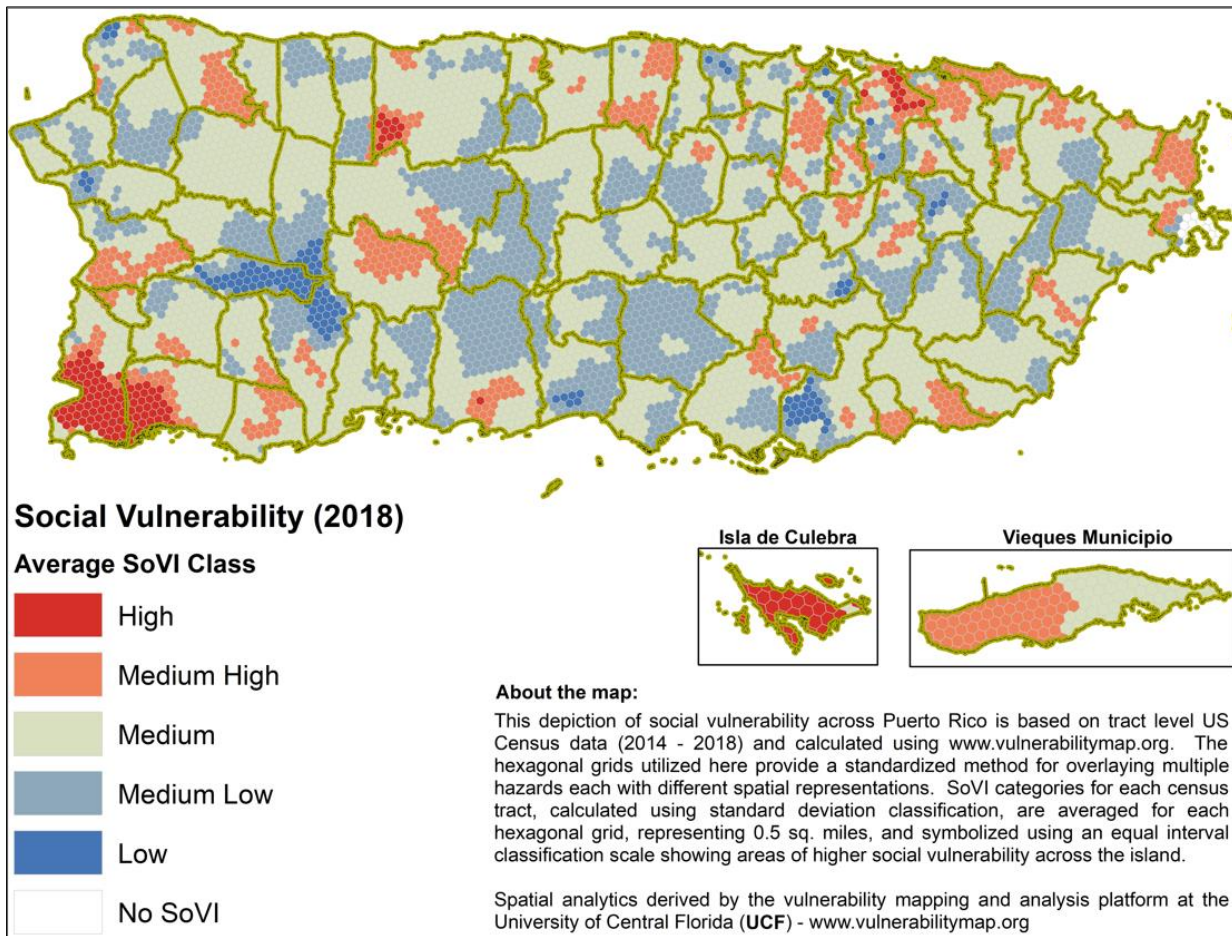 Social Vulnerability (2018)
Average SoVI Class
High
Medium High
Medium
Medium Low
Low
No SoVI
Isla de Culebra
Vieques Municipio
About the map:
This depiction of social vulnerability across Puerto Rico is based on tract level US
Census data (2014 - 2018) and calculated using www.vulnerabilitymap.org. The
hexagonal grids utilized here provide a standardized method for overlaying multiple
hazards each with different spatial representations. SoVI categories for each census
tract, calculated using standard deviation classification, are averaged for each
hexagonal grid, representing 0.5 sq. miles, and symbolized using an equal interval
classification scale showing areas of higher social vulnerability across the island.
Spatial analytics derived by the vulnerability mapping and analysis platform at the
University of Central Florida (UCF) - www.vulnerabilitymap.org